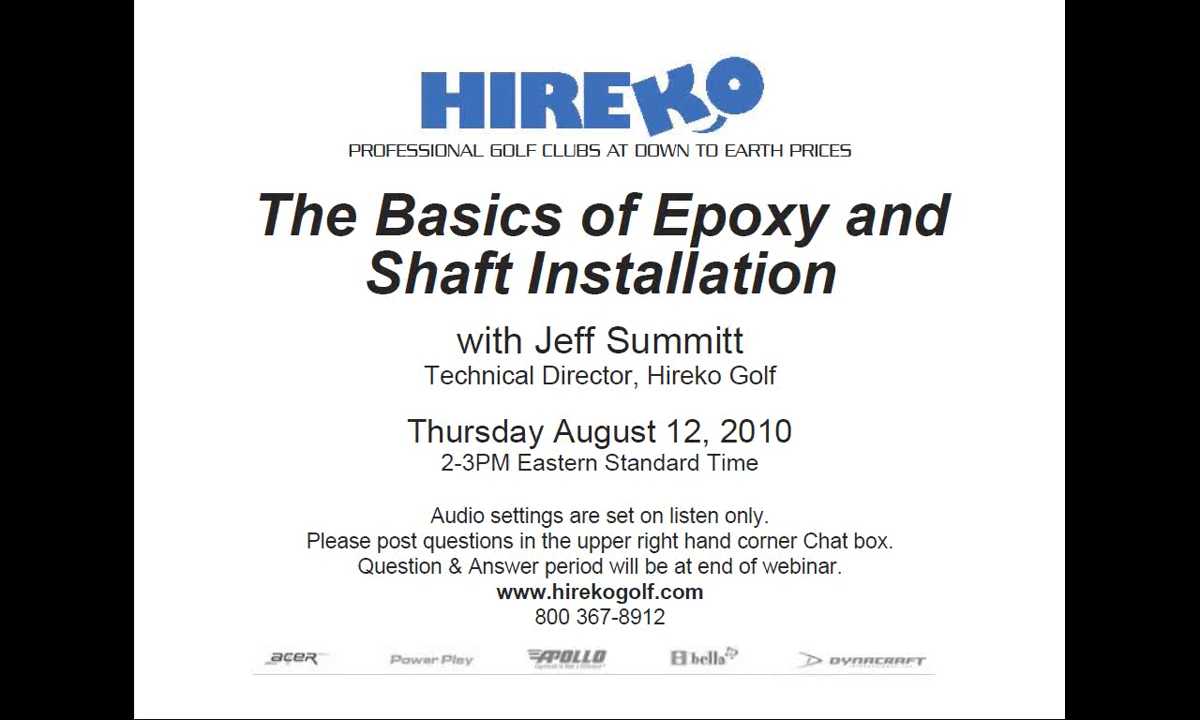 HIREKO
PROFESSIONAL GOLF CLUBS AT DOWN TO EARTH PRICES
The Basics of Epoxy and
Shaft Installation
with Jeff Summitt
Technical Director, Hireko Golf
Thursday August 12, 2010
2-3PM Eastern Standard Time
Audio settings are set on listen only.
Please post questions in the upper right hand corner Chat box.
Question & Answer period will be at end of webinar.
www.hirekogolf.com
800 367-8912
acer Power Play APOLLO bella DYNACRAFT